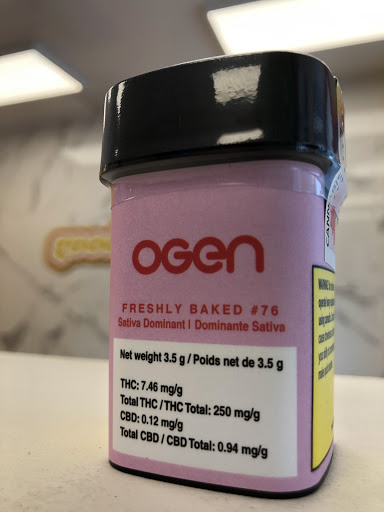 OGEN
FRESHLY BAKED #76
Sativa Dominant | Dominante Sativa
Net weight 3.5 g / Poids net de 3.5 g
THC: 7.46 mg/g
Total THC / THC Total: 250 mg/g
CBD: 0.12 mg/g
Total CBD / CBD Total: 0.94 mg/g
WARNING: